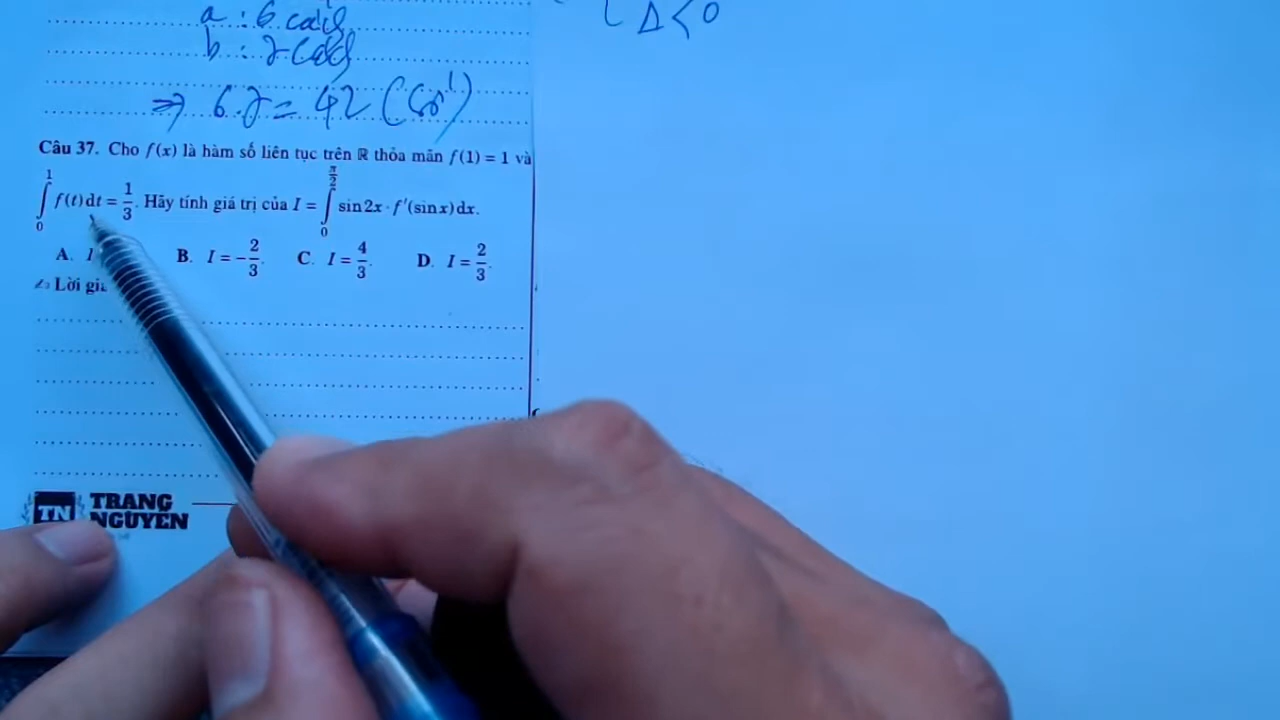 a : 6 cách
b : 7 cách
⇒ 6.7 = 42 (số)
Δ < 0
Câu 37. Cho f(x) là hàm số liên tục trên ℝ thỏa mãn f(1) = 1 và
∫₀¹ f(t)dt = 1/3. Hãy tính giá trị của I = ∫₀^(π/2) sin 2x · f′(sin x) dx.
A. I B. I = −2/3. C. I = 4/3. D. I = 2/3.
Lời
TN TRANG
NGUYEN